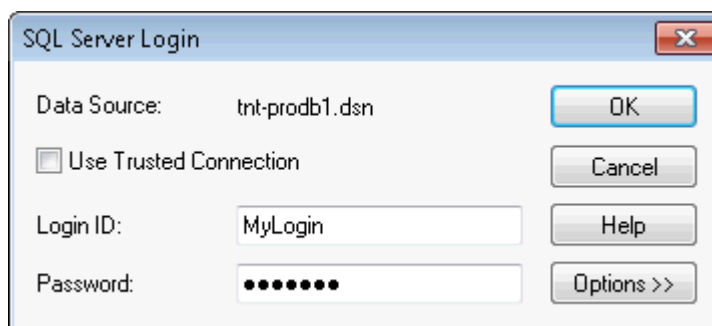 SQL Server Login
Data Source: tnt-prodb1.dsn OK
Use Trusted Connection Cancel
Login ID: MyLogin Help
Password: ●●●●●●● Options >>